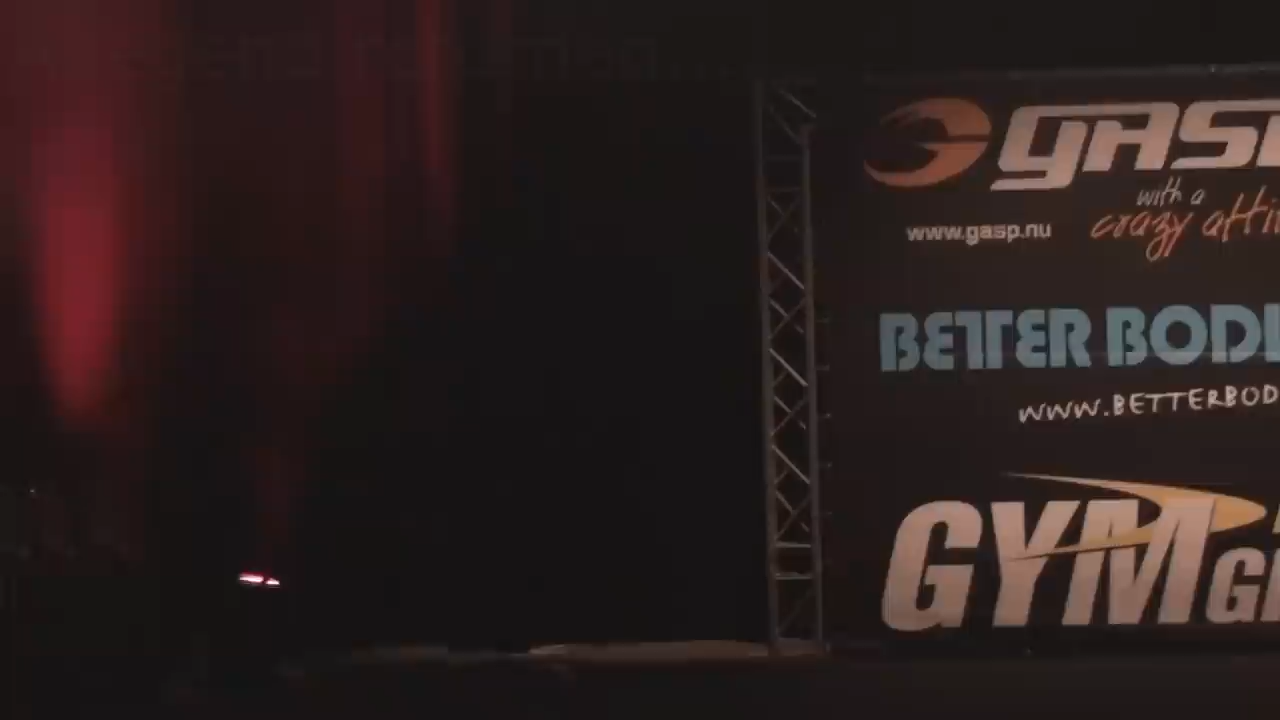 GASP
with a
crazy atti
www.gasp.nu
BETTER BODI
WWW.BETTERBOD
GYM